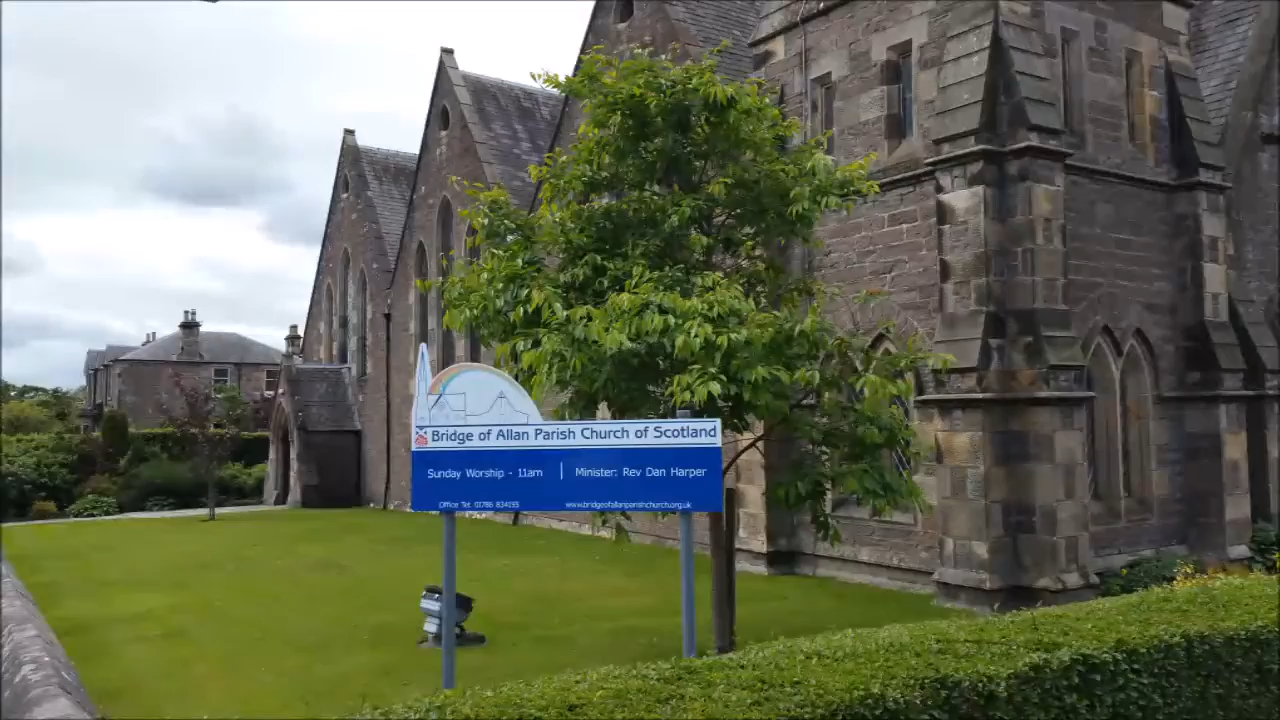 Bridge of Allan Parish Church of Scotland
Sunday Worship - 11am | Minister: Rev Dan Harper
Office Tel. 01786 834155 www.bridgeofallanparishchurch.org.uk